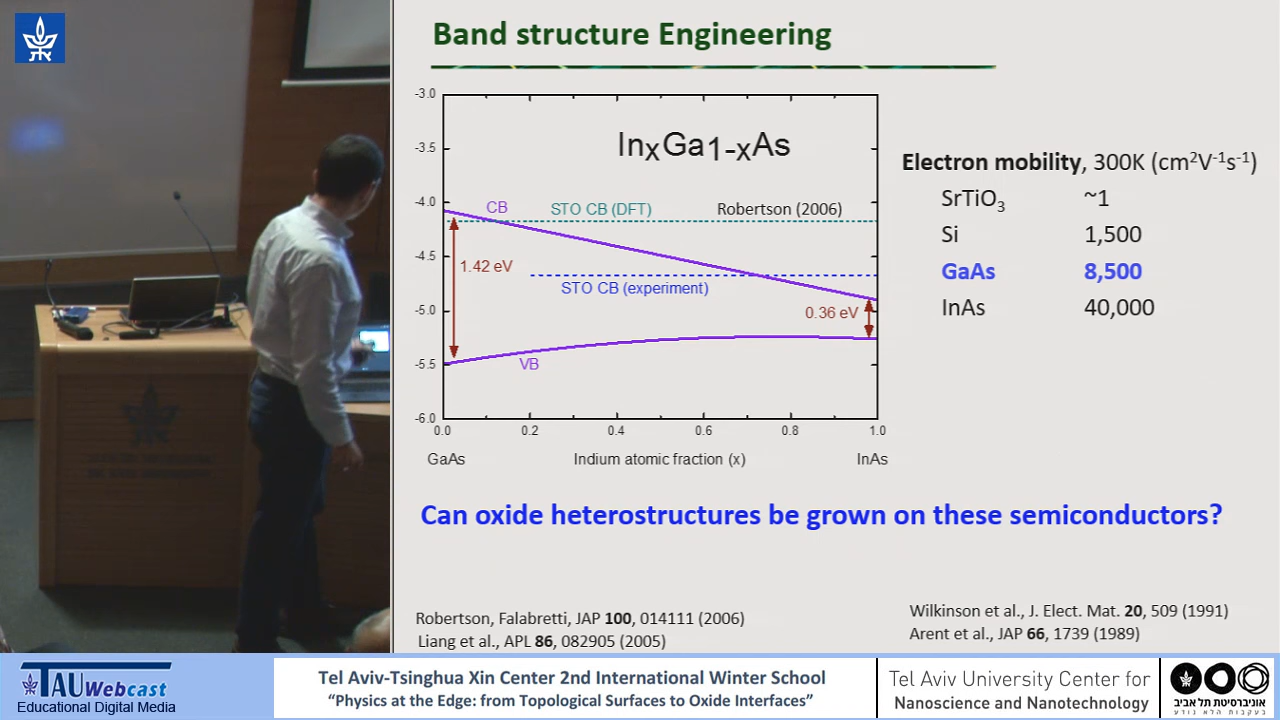 Band structure Engineering
-3.0
-3.5
-4.0
-4.5
-5.0
-5.5
-6.0
InₓGa1-ₓAs
CB
STO CB (DFT)
Robertson (2006)
1.42 eV
STO CB (experiment)
0.36 eV
VB
0.0 0.2 0.4 0.6 0.8 1.0
GaAs Indium atomic fraction (x) InAs
Electron mobility, 300K (cm²V⁻¹s⁻¹)
SrTiO₃ ~1
Si 1,500
GaAs 8,500
InAs 40,000
Can oxide heterostructures be grown on these semiconductors?
Robertson, Falabretti, JAP 100, 014111 (2006)
Liang et al., APL 86, 082905 (2005)
Wilkinson et al., J. Elect. Mat. 20, 509 (1991)
Arent et al., JAP 66, 1739 (1989)
TAUWebcast
Educational Digital Media
Tel Aviv-Tsinghua Xin Center 2nd International Winter School
“Physics at the Edge: from Topological Surfaces to Oxide Interfaces”
Tel Aviv University Center for
Nanoscience and Nanotechnology
אוניברסיטת תל אביב